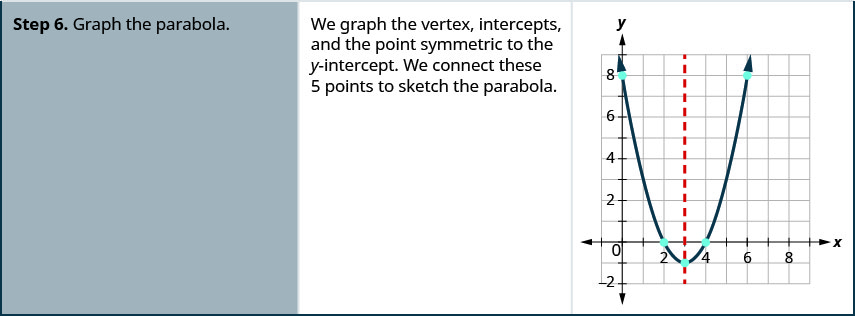 Step 6. Graph the parabola.
We graph the vertex, intercepts,
and the point symmetric to the
y-intercept. We connect these
5 points to sketch the parabola.
y
8
6
4
2
0
2 4 6 8
x
−2